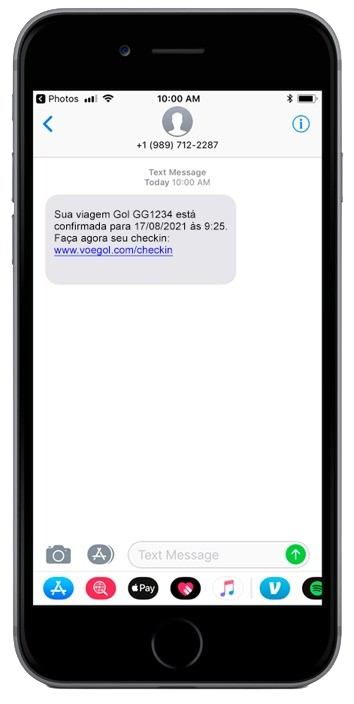 Photos
10:00 AM
+1 (989) 712-2287
Text Message
Today 10:00 AM
Sua viagem Gol GG1234 está
confirmada para 17/08/2021 às 9:25.
Faça agora seu checkin:
www.voegol.com/checkin
Text Message
Pay